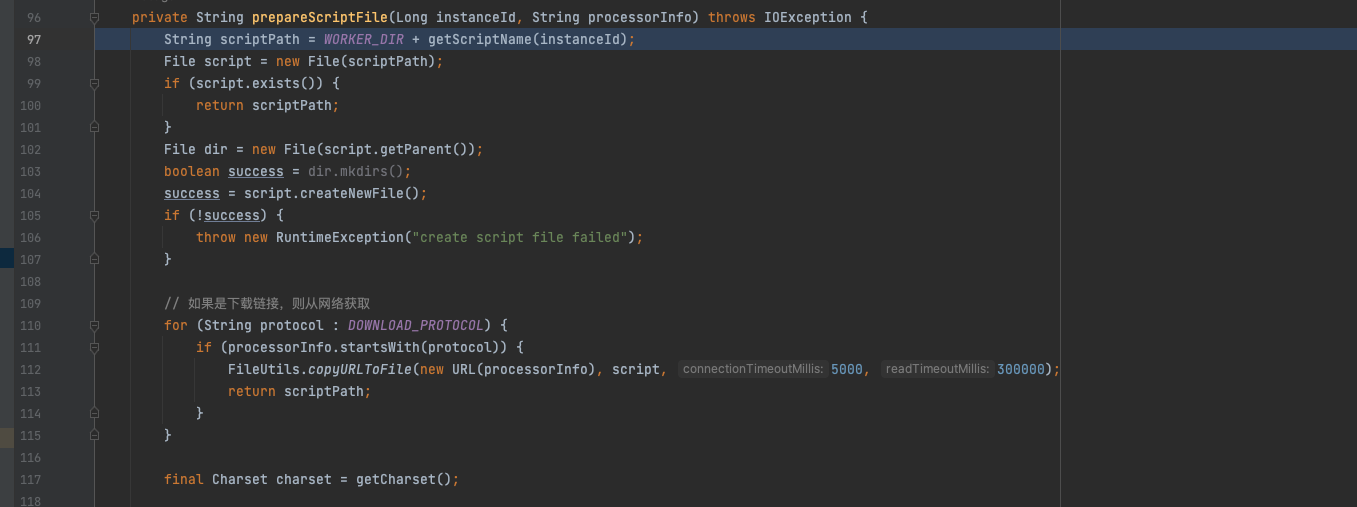 96 private String prepareScriptFile(Long instanceId, String processorInfo) throws IOException {
97 String scriptPath = WORKER_DIR + getScriptName(instanceId);
98 File script = new File(scriptPath);
99 if (script.exists()) {
100 return scriptPath;
101 }
102 File dir = new File(script.getParent());
103 boolean success = dir.mkdirs();
104 success = script.createNewFile();
105 if (!success) {
106 throw new RuntimeException("create script file failed");
107 }
108
109 // 如果是下载链接，则从网络获取
110 for (String protocol : DOWNLOAD_PROTOCOL) {
111 if (processorInfo.startsWith(protocol)) {
112 FileUtils.copyURLToFile(new URL(processorInfo), script, connectionTimeoutMillis: 5000, readTimeoutMillis: 300000);
113 return scriptPath;
114 }
115 }
116
117 final Charset charset = getCharset();
118